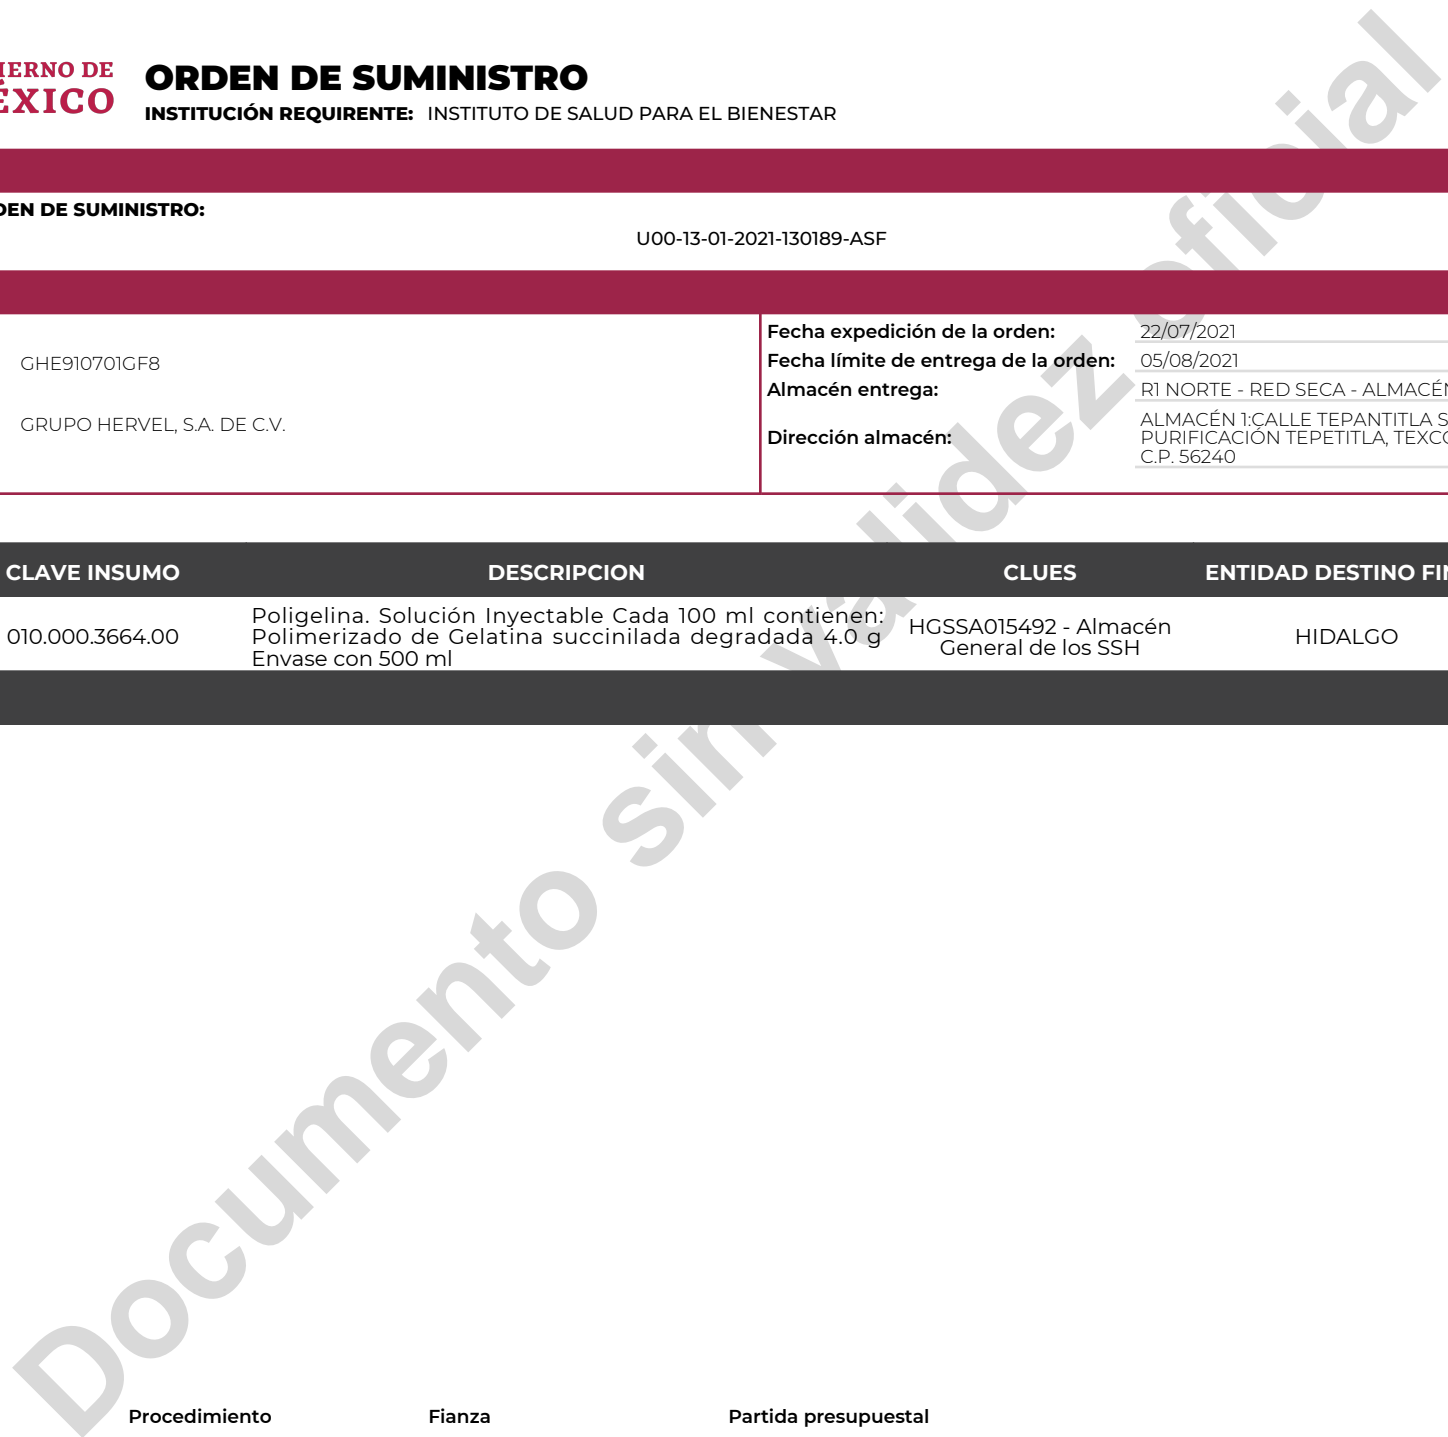 IERNO DE
ÉXICO
ORDEN DE SUMINISTRO
INSTITUCIÓN REQUIRENTE: INSTITUTO DE SALUD PARA EL BIENESTAR
DEN DE SUMINISTRO:
U00-13-01-2021-130189-ASF
GHE910701GF8
GRUPO HERVEL, S.A. DE C.V.
Fecha expedición de la orden: 22/07/2021
Fecha límite de entrega de la orden: 05/08/2021
Almacén entrega: R1 NORTE - RED SECA - ALMACÉN
Dirección almacén: ALMACÉN 1:CALLE TEPANTITLA S
PURIFICACIÓN TEPETITLA, TEXCO
C.P. 56240
CLAVE INSUMO DESCRIPCION CLUES ENTIDAD DESTINO FIN
010.000.3664.00
Poligelina. Solución Inyectable Cada 100 ml contienen:
Polimerizado de Gelatina succinilada degradada 4.0 g
Envase con 500 ml
HGSSA015492 - Almacén
General de los SSH
HIDALGO
Documento sin validez oficial
Procedimiento Fianza Partida presupuestal